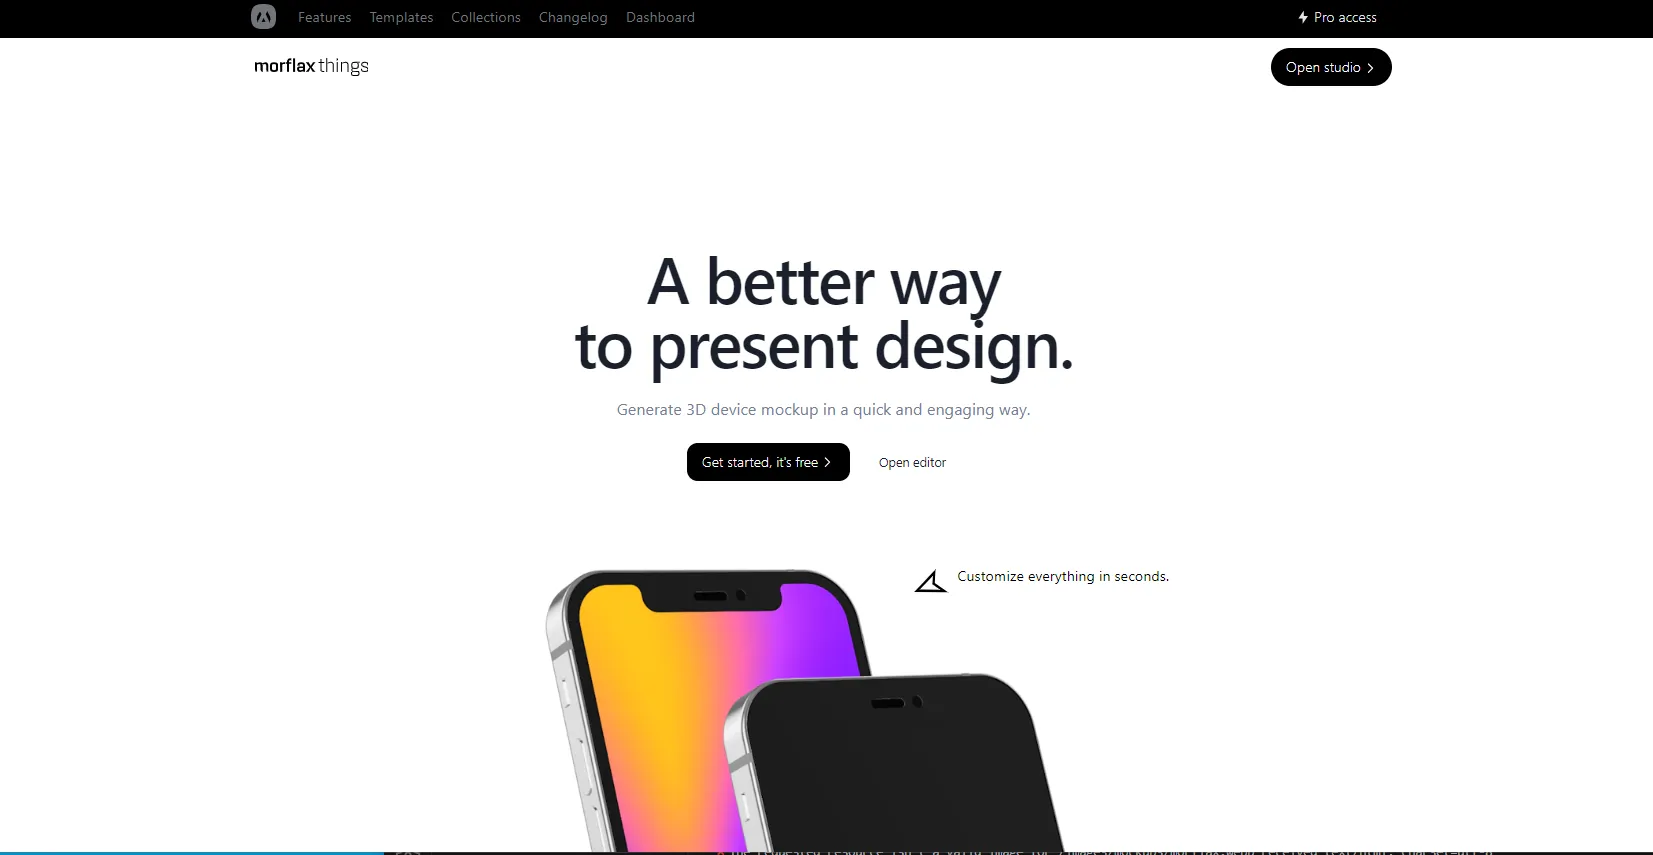 Features Templates Collections Changelog Dashboard Pro access
morflax things Open studio
A better way
to present design.
Generate 3D device mockup in a quick and engaging way.
Get started, it's free Open editor
Customize everything in seconds.